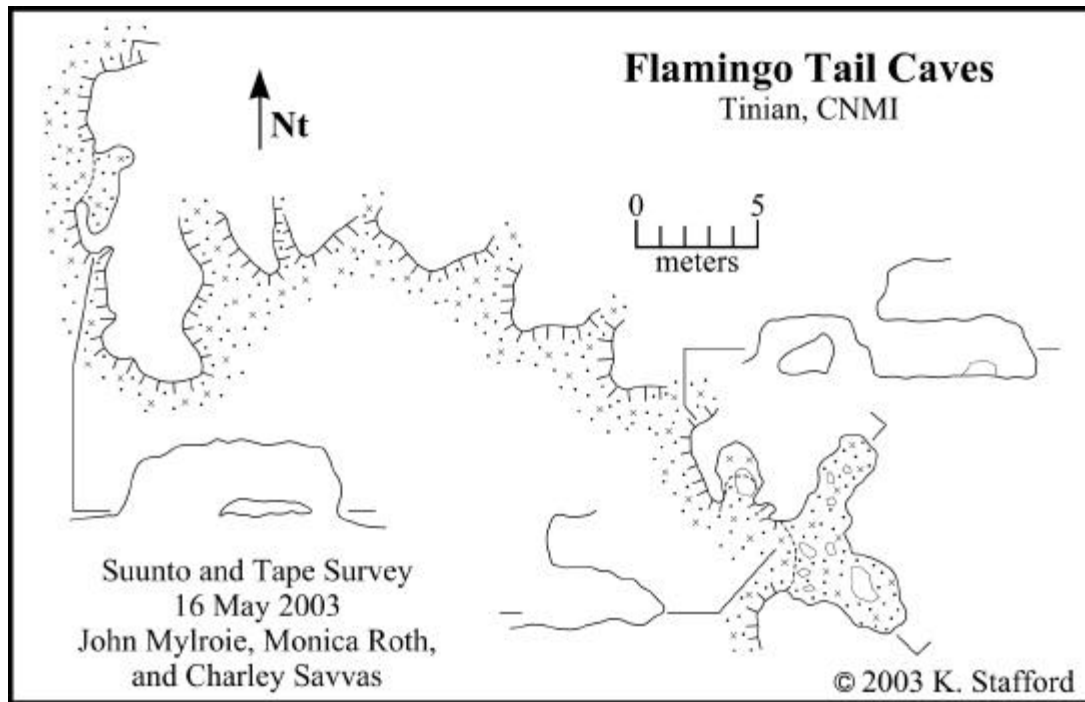 Flamingo Tail Caves
Tinian, CNMI
Nt
0 5
meters
Suunto and Tape Survey
16 May 2003
John Mylroie, Monica Roth,
and Charley Savvas
© 2003 K. Stafford